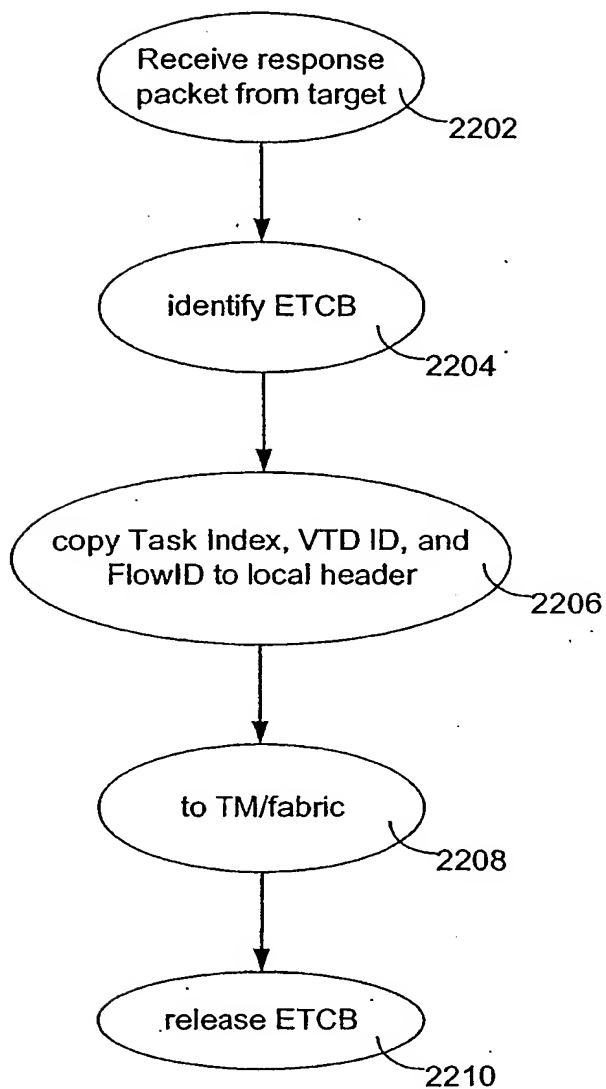 Receive response
packet from target
2202
identify ETCB
2204
copy Task Index, VTD ID, and
FlowID to local header
2206
to TM/fabric
2208
release ETCB
2210